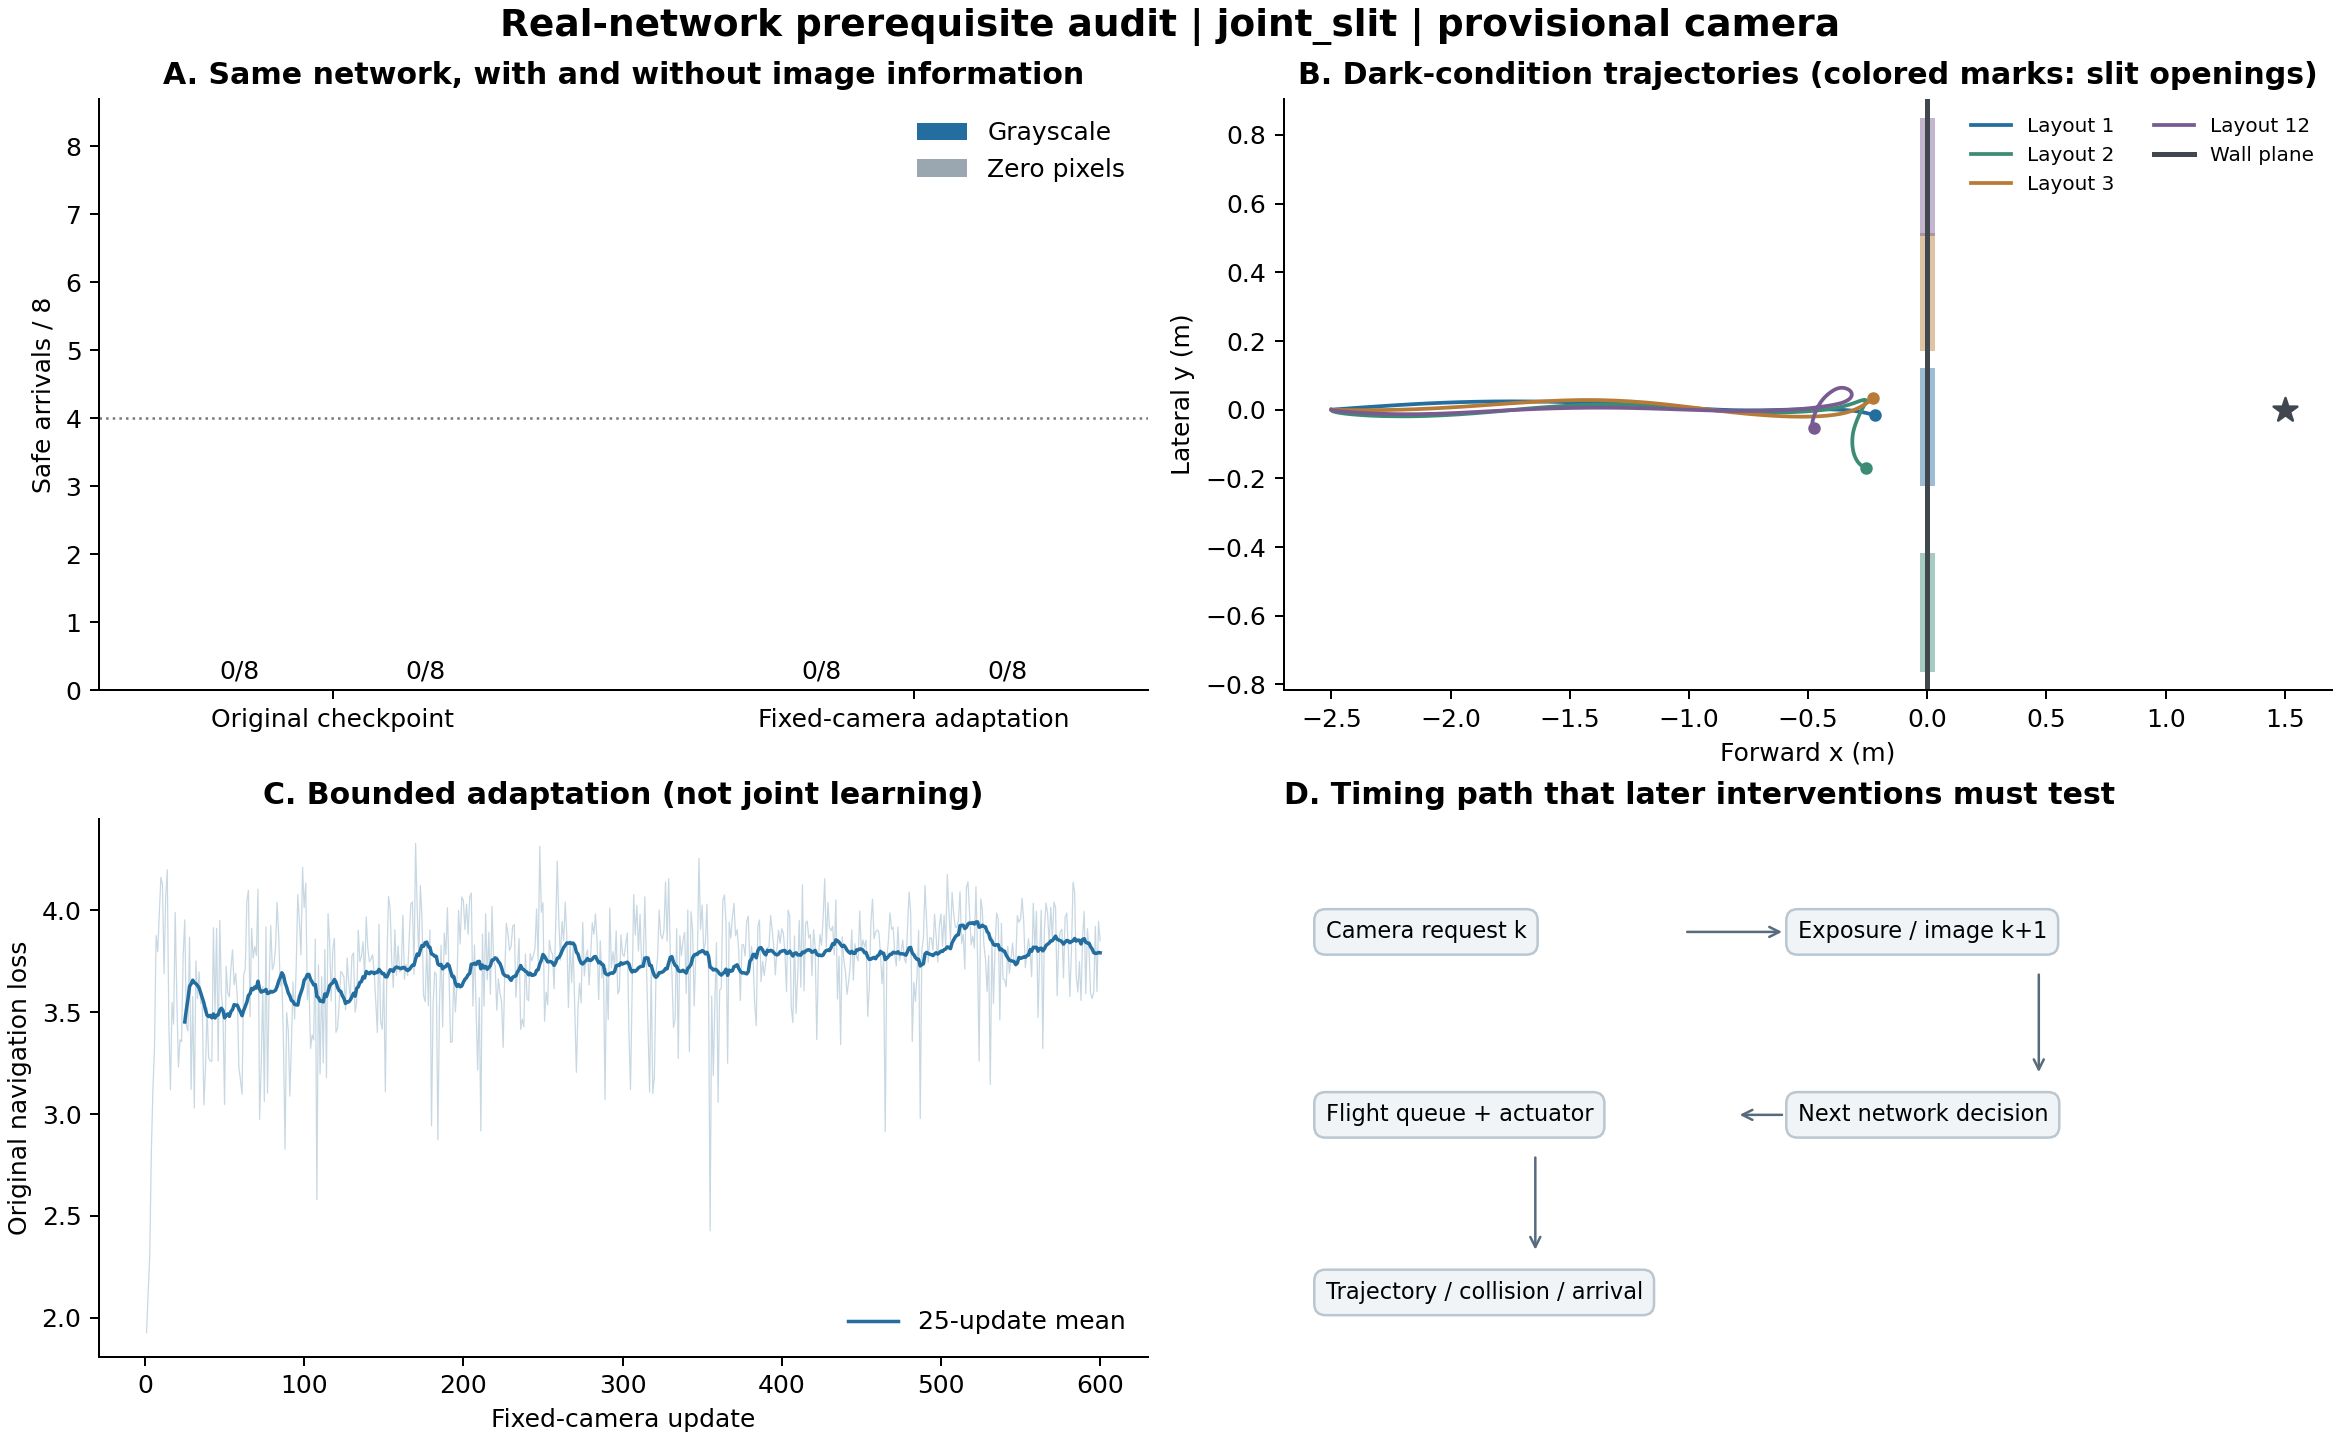 Real-network prerequisite audit | joint_slit | provisional camera
A. Same network, with and without image information
Safe arrivals / 8
8
7
6
5
4
3
2
1
0
Grayscale
Zero pixels
0/8
0/8
0/8
0/8
Original checkpoint
Fixed-camera adaptation
B. Dark-condition trajectories (colored marks: slit openings)
Lateral y (m)
0.8
0.6
0.4
0.2
0.0
−0.2
−0.4
−0.6
−0.8
Layout 1
Layout 2
Layout 3
Layout 12
Wall plane
−2.5
−2.0
−1.5
−1.0
−0.5
0.0
0.5
1.0
1.5
Forward x (m)
C. Bounded adaptation (not joint learning)
Original navigation loss
4.0
3.5
3.0
2.5
2.0
25-update mean
0
100
200
300
400
500
600
Fixed-camera update
D. Timing path that later interventions must test
Camera request k
Exposure / image k+1
Flight queue + actuator
Next network decision
Trajectory / collision / arrival